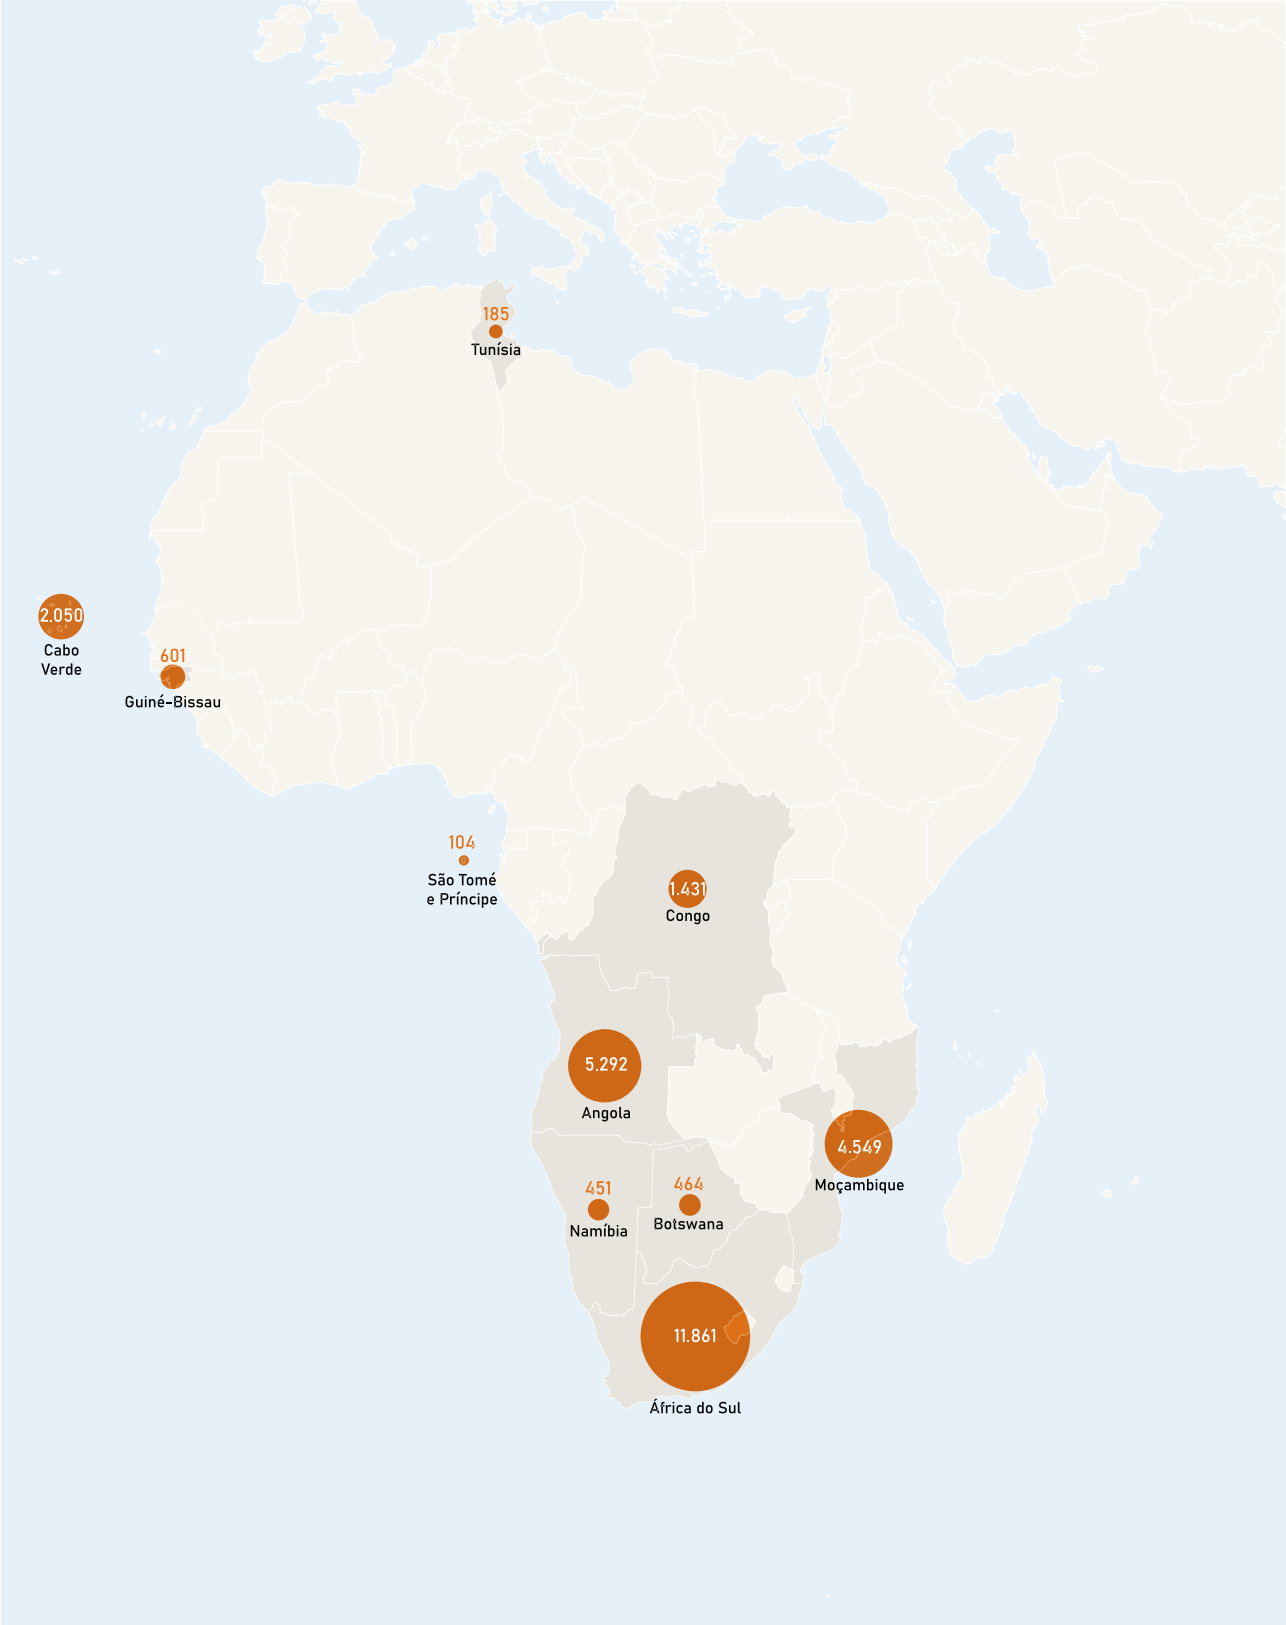 185
Tunísia
2.050
Cabo
Verde
601
Guiné-Bissau
104
São Tomé
e Príncipe
1.431
Congo
5.292
Angola
4.549
Moçambique
451
Namíbia
464
Botswana
11.861
África do Sul